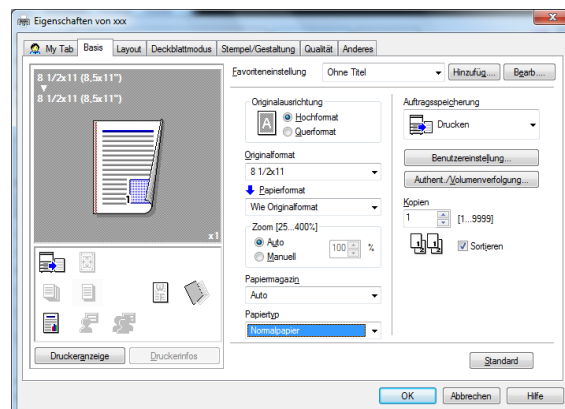 Eigenschaften von xxx
My Tab Basis Layout Deckblattmodus Stempel/Gestaltung Qualität Anderes
8 1/2x11 (8,5x11")
8 1/2x11 (8,5x11")
1
x1
Druckeranzeige Druckerinfos
Favoriteneinstellung Ohne Titel Hinzufüg.... Bearb....
Originalausrichtung
A
Hochformat
Querformat
Originalformat
8 1/2x11
Papierformat
Wie Originalformat
Zoom [25...400%]
Auto
Manuell
100 %
Papiermagazin
Auto
Papiertyp
Normalpapier
Auftragsspeicherung
Drucken
Benutzereinstellung...
Authent./Volumenverfolgung...
Kopien
1 [1...9999]
Sortieren
Standard
OK Abbrechen Hilfe